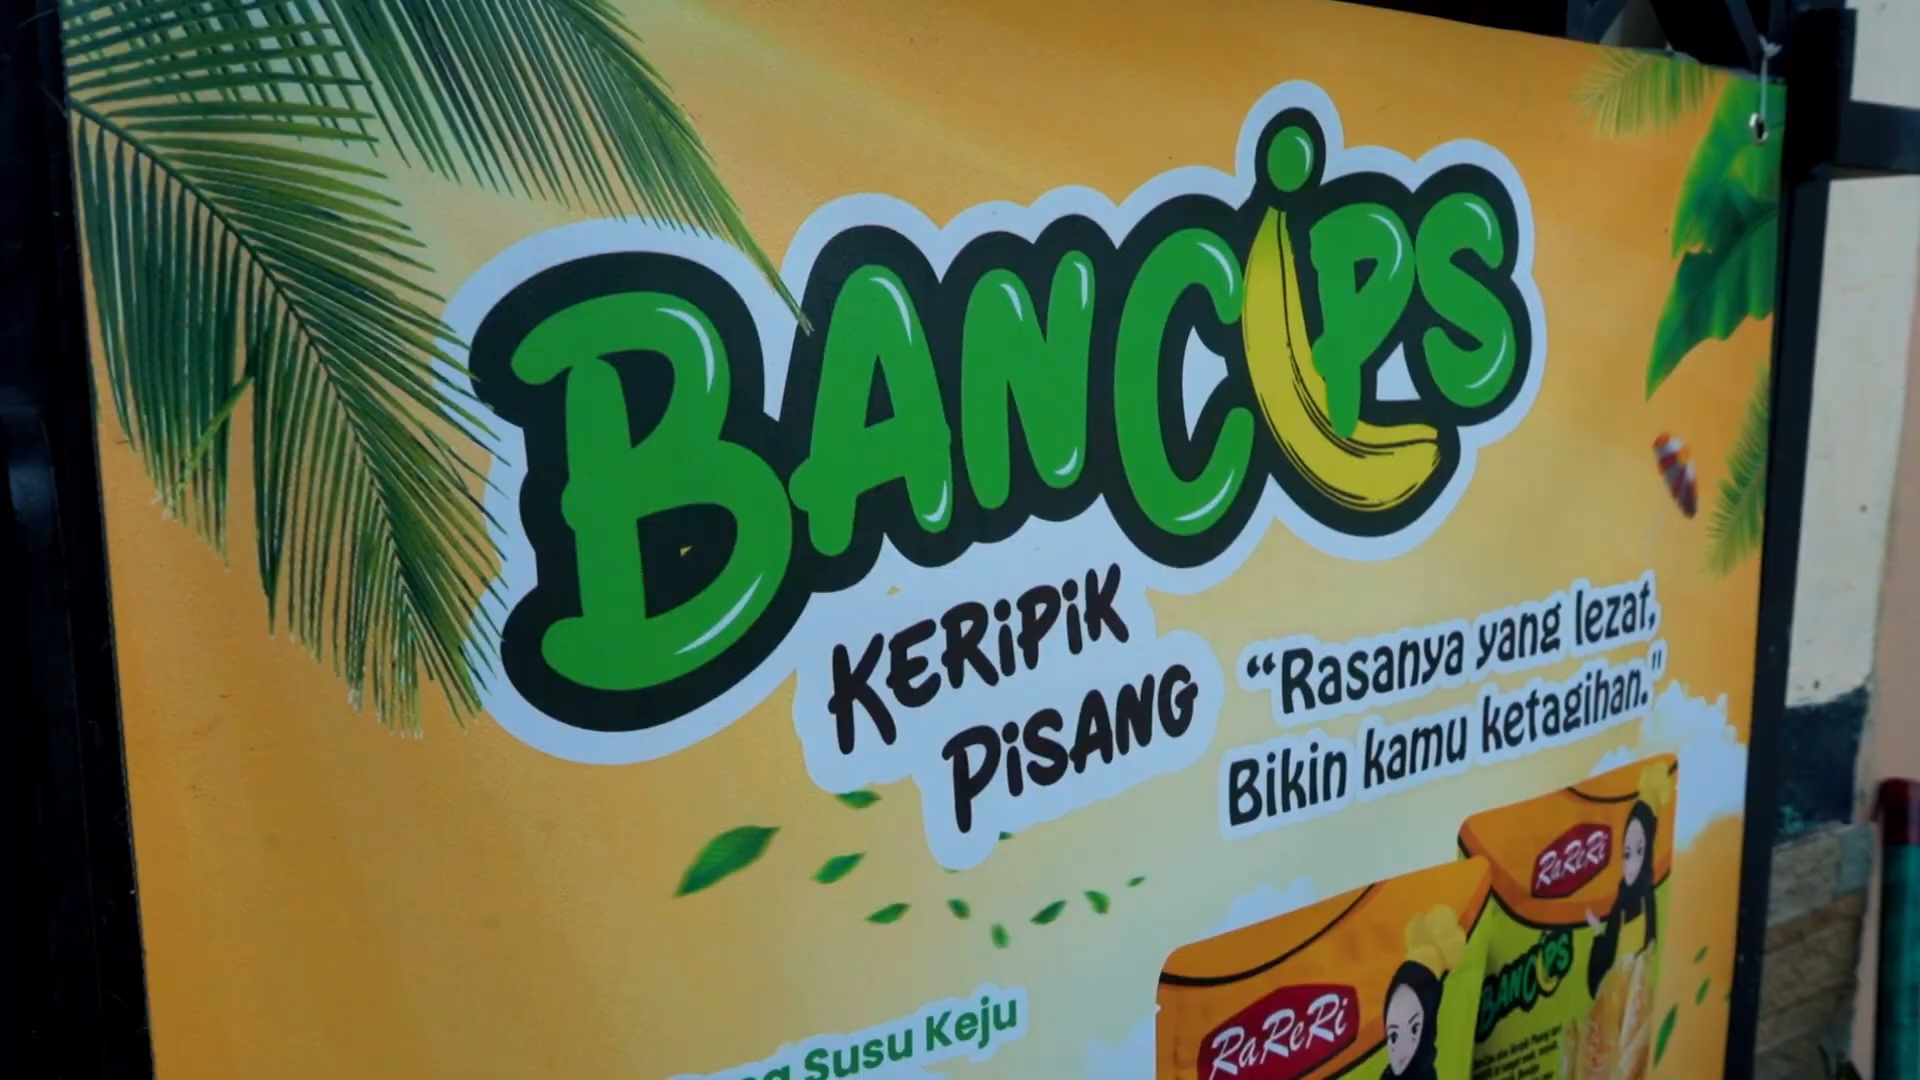 BANCiPS
KERiPiK
PiSANG
“Rasanya yang lezat,
Bikin kamu ketagihan."
Susu Keju
RaReRi
RaReRi
BANCiPS